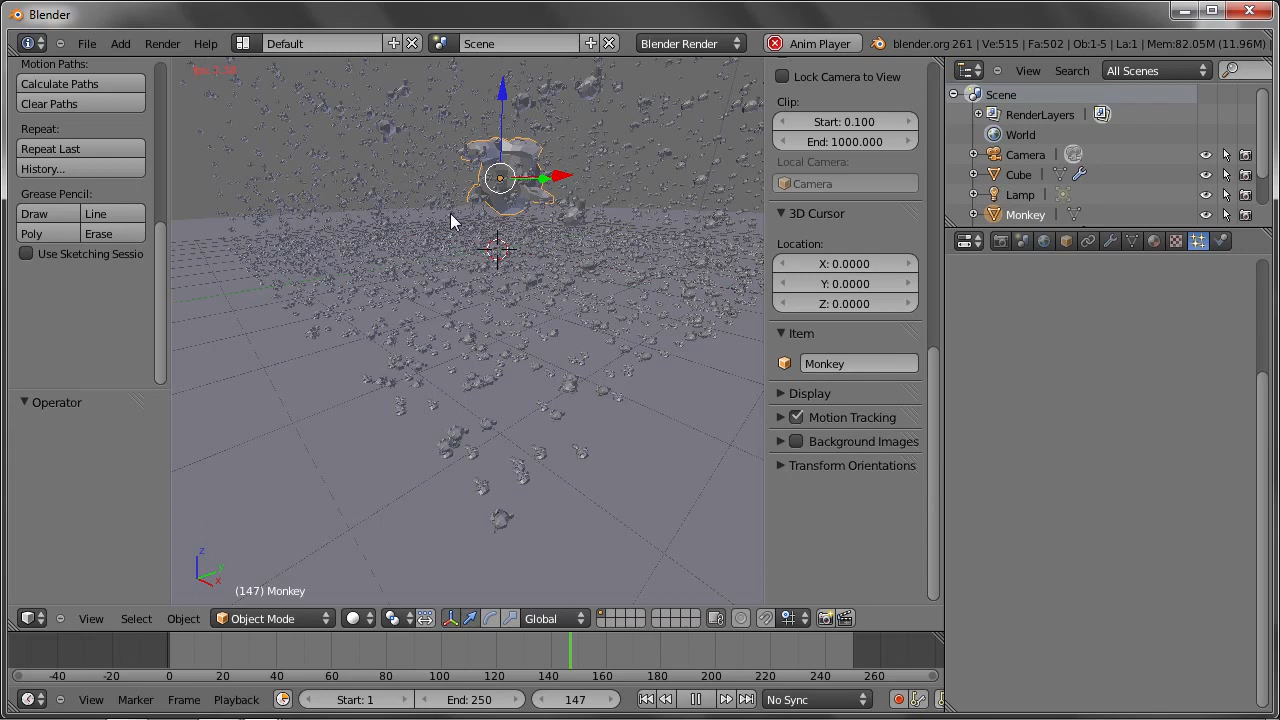 Blender
File Add Render Help Default Scene Blender Render Anim Player blender.org 261 | Ve:515 | Fa:502 | Ob:1-5 | La:1 | Mem:82.05M (11.96M) |
Motion Paths:
Calculate Paths
Clear Paths
Repeat:
Repeat Last
History...
Grease Pencil:
Draw Line
Poly Erase
Use Sketching Sessio
Operator
z
y
x
(147) Monkey
Lock Camera to View
Clip:
Start: 0.100
End: 1000.000
Local Camera:
Camera
3D Cursor
Location:
X: 0.0000
Y: 0.0000
Z: 0.0000
Item
Monkey
Display
Motion Tracking
Background Images
Transform Orientations
View Search All Scenes
Scene
RenderLayers
World
Camera
Cube
Lamp
Monkey
View Select Object Object Mode Global
-40 -20 0 20 40 60 80 100 120 140 160 180 200 220 240 260
View Marker Frame Playback Start: 1 End: 250 147 No Sync